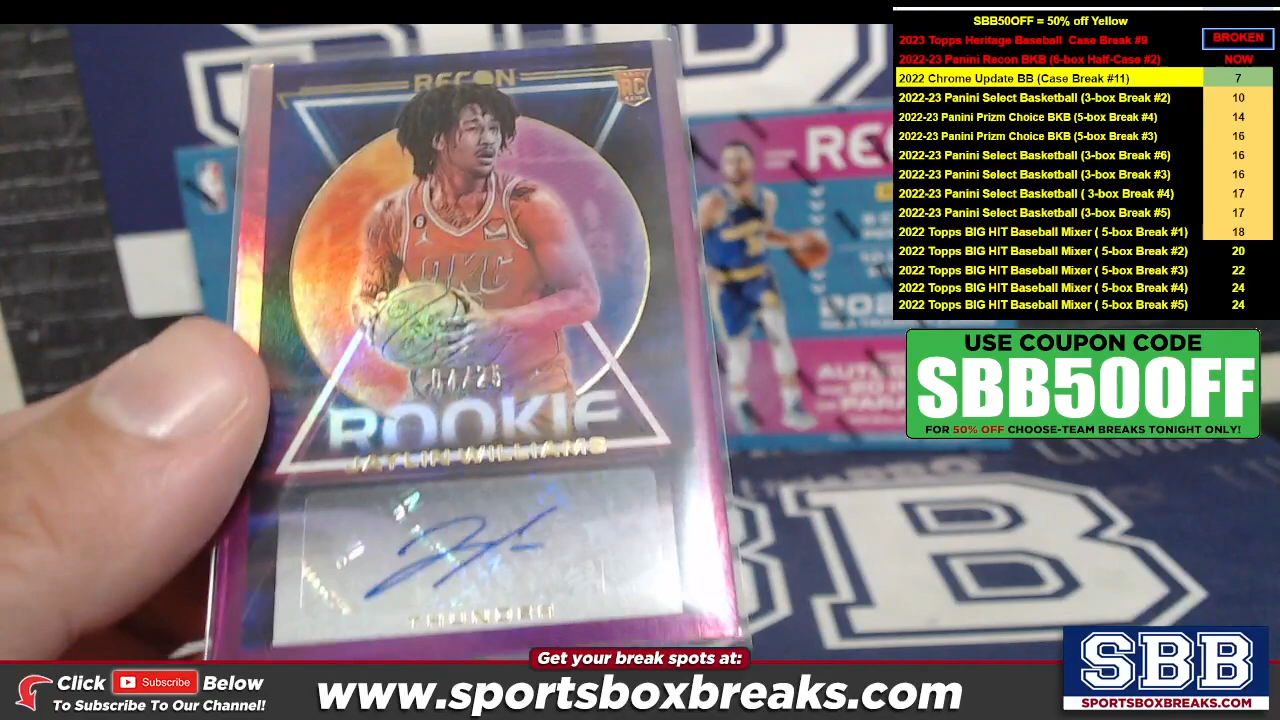 SBB50OFF = 50% off Yellow
2023 Topps Heritage Baseball Case Break #9 BROKEN
2022-23 Panini Recon BKB (6-box Half-Case #2) NOW
2022 Chrome Update BB (Case Break #11) 7
2022-23 Panini Select Basketball (3-box Break #2) 10
2022-23 Panini Prizm Choice BKB (5-box Break #4) 14
2022-23 Panini Prizm Choice BKB (5-box Break #3) 16
2022-23 Panini Select Basketball (3-box Break #6) 16
2022-23 Panini Select Basketball (3-box Break #3) 16
2022-23 Panini Select Basketball ( 3-box Break #4) 17
2022-23 Panini Select Basketball (3-box Break #5) 17
2022 Topps BIG HIT Baseball Mixer ( 5-box Break #1) 18
2022 Topps BIG HIT Baseball Mixer ( 5-box Break #2) 20
2022 Topps BIG HIT Baseball Mixer ( 5-box Break #3) 22
2022 Topps BIG HIT Baseball Mixer ( 5-box Break #4) 24
2022 Topps BIG HIT Baseball Mixer ( 5-box Break #5) 24
USE COUPON CODE
SBB50OFF
FOR 50% OFF CHOOSE-TEAM BREAKS TONIGHT ONLY!
RECON
RC
6
OKC
04/25
ROOKIE
JAYLIN WILLIAMS
REC
B
Get your break spots at:
Click Subscribe Below
To Subscribe To Our Channel!
www.sportsboxbreaks.com
SBB
SPORTSBOXBREAKS.COM